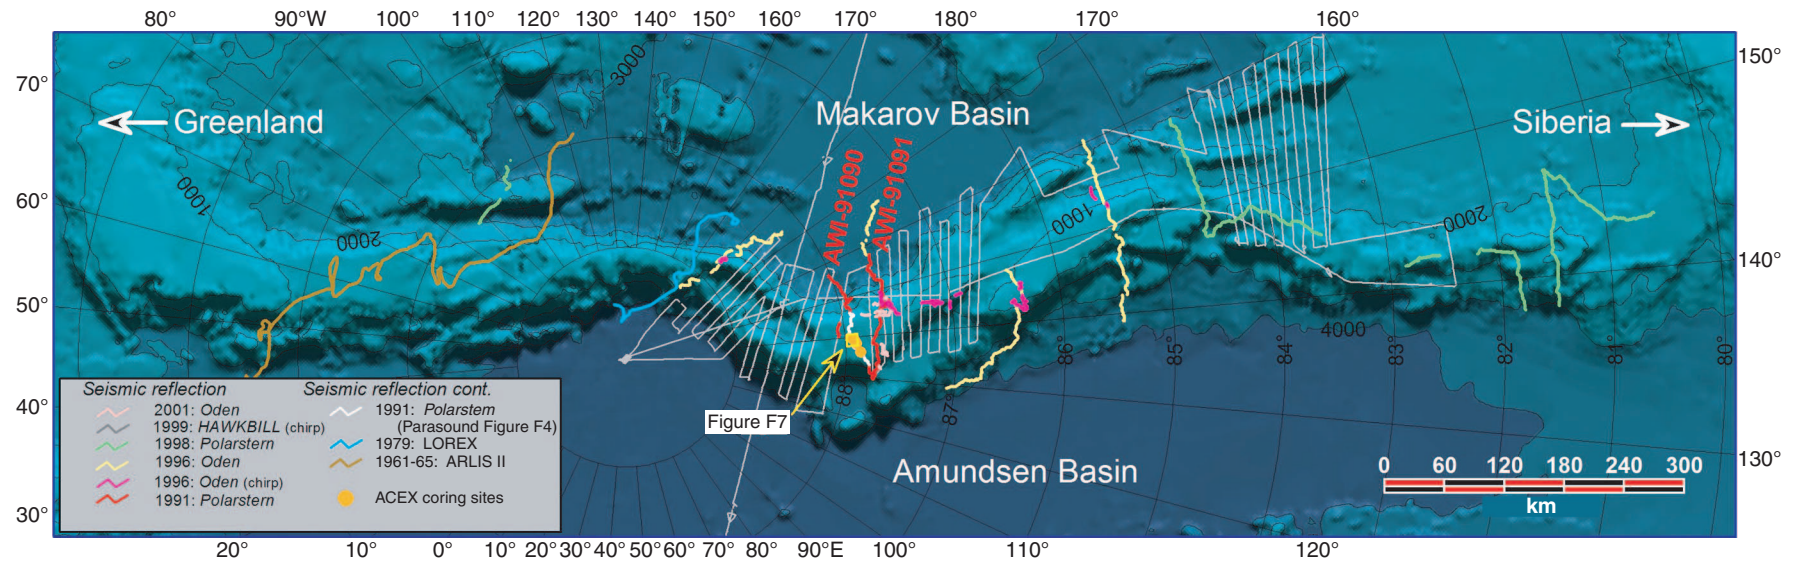 80° 90°W 100° 110° 120° 130° 140° 150° 160° 170° 180° 170° 160°
70° 150°
3000
Greenland Makarov Basin Siberia
AWI-91090 AWI-91091
60° 1000 2000 1000 2000 140°
50° 4000
88° 87° 86° 85° 84° 83° 82° 81° 80°
Figure F7
Amundsen Basin
40° 130°
30°
Seismic reflection
2001: Oden
1999: HAWKBILL (chirp)
1998: Polarstern
1996: Oden
1996: Oden (chirp)
1991: Polarstern
Seismic reflection cont.
1991: Polarstem
(Parasound Figure F4)
1979: LOREX
1961-65: ARLIS II
ACEX coring sites
0 60 120 180 240 300
km
20° 10° 0° 10° 20° 30° 40° 50° 60° 70° 80° 90°E 100° 110° 120°